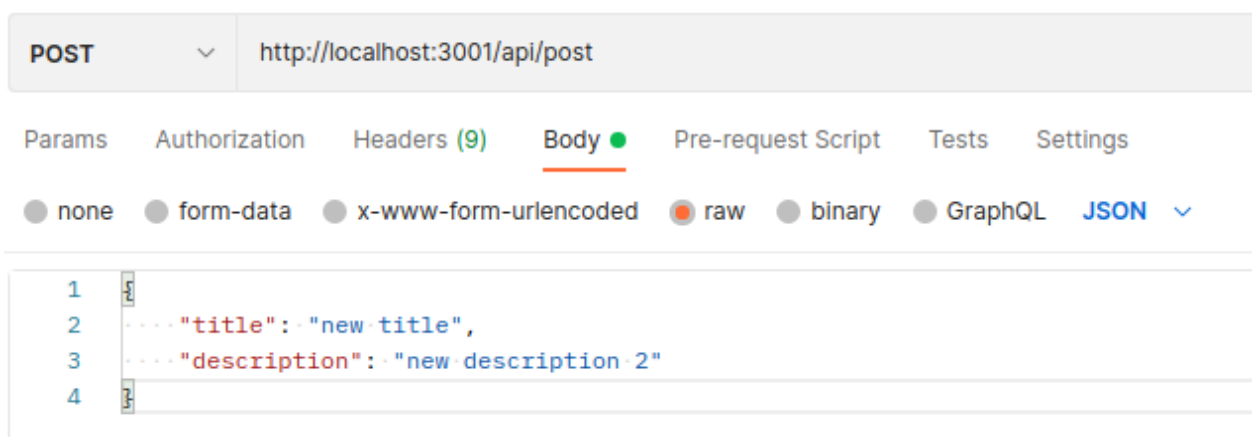 POST http://localhost:3001/api/post
Params Authorization Headers (9) Body Pre-request Script Tests Settings
none form-data x-www-form-urlencoded raw binary GraphQL JSON
1 {
2 "title": "new title",
3 "description": "new description 2"
4 }